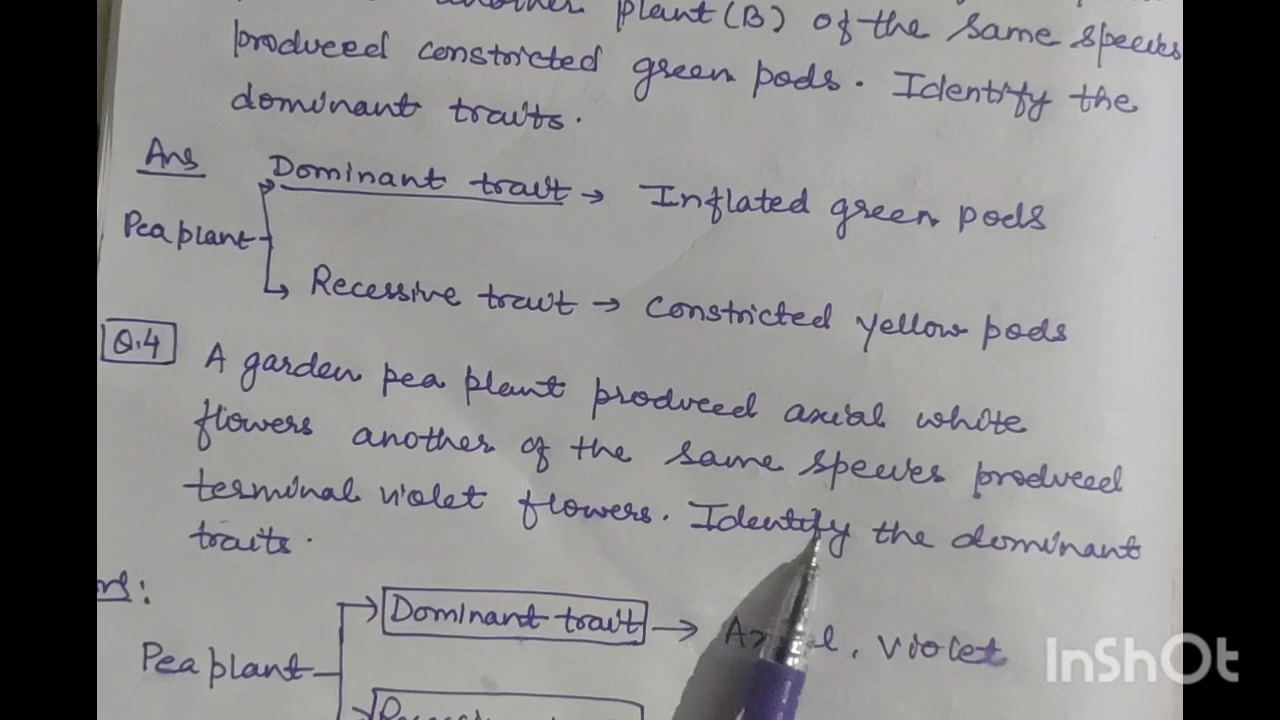 another plant (B) of the same species
produced constricted green pods. Identify the
dominant traits.
Ans Dominant trait → Inflated green pods
Pea plant
Recessive trait → constricted yellow pods
Q.4 A garden pea plant produced axial white
flowers another of the same species produced
terminal violet flowers. Identify the dominant
traits.
Dominant trait → Axial, violet
Pea plant
InShOt